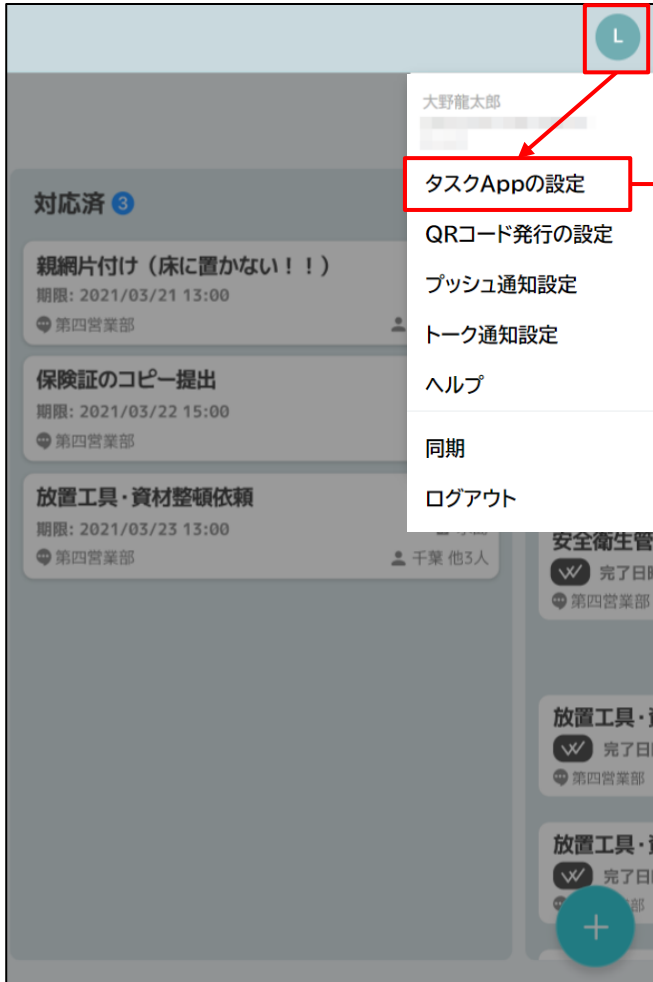 L
大野龍太郎
タスクAppの設定
QRコード発行の設定
プッシュ通知設定
トーク通知設定
ヘルプ
同期
ログアウト
対応済 3
親網片付け（床に置かない！！）
期限: 2021/03/21 13:00
第四営業部
保険証のコピー提出
期限: 2021/03/22 15:00
第四営業部
放置工具・資材整頓依頼
期限: 2021/03/23 13:00
第四営業部
千葉 他3人
安全衛生管
完了日時
第四営業部
放置工具・
完了日
第四営業部
放置工具・
完了日
部
+